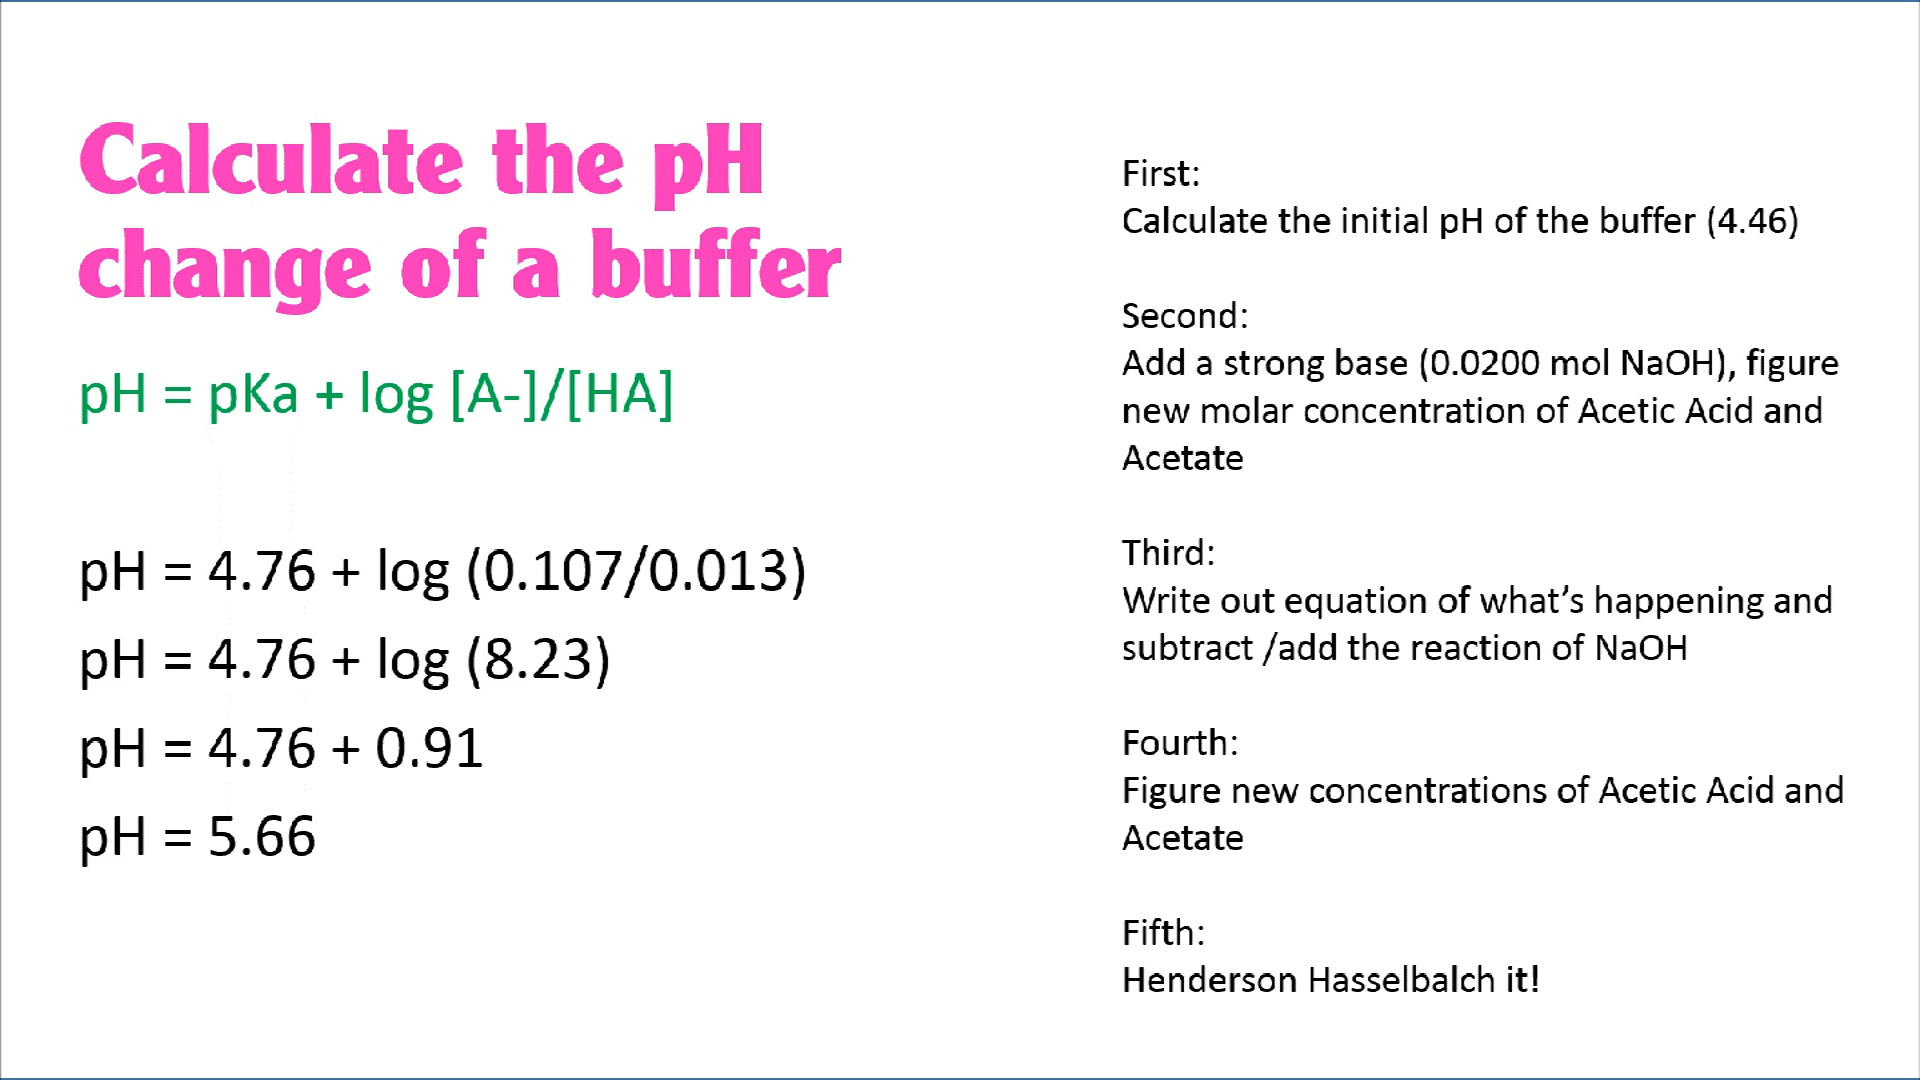 Calculate the pH
change of a buffer
pH = pKa + log [A-]/[HA]
pH = 4.76 + log (0.107/0.013)
pH = 4.76 + log (8.23)
pH = 4.76 + 0.91
pH = 5.66
First:
Calculate the initial pH of the buffer (4.46)
Second:
Add a strong base (0.0200 mol NaOH), figure
new molar concentration of Acetic Acid and
Acetate
Third:
Write out equation of what’s happening and
subtract /add the reaction of NaOH
Fourth:
Figure new concentrations of Acetic Acid and
Acetate
Fifth:
Henderson Hasselbalch it!